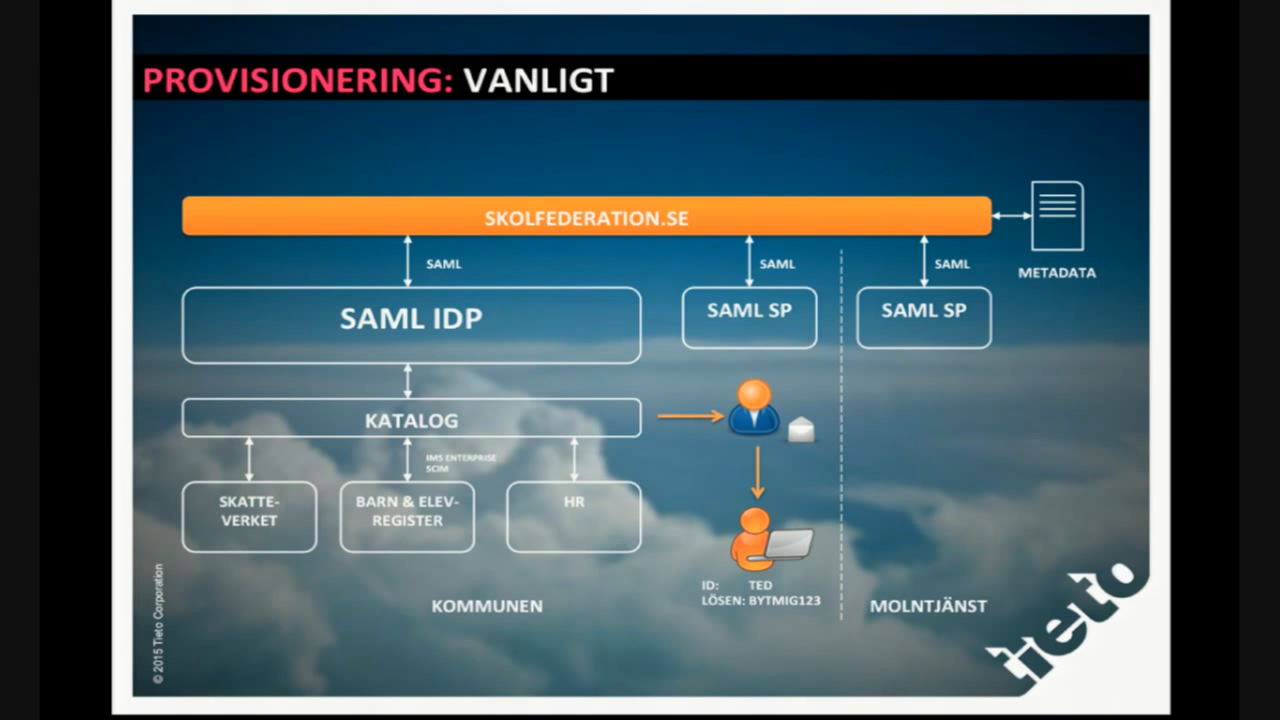 PROVISIONERING: VANLIGT
SKOLFEDERATION.SE
SAML
SAML
SAML
METADATA
SAML IDP
SAML SP
SAML SP
KATALOG
IMS ENTERPRISE
SCIM
SKATTE-
VERKET
BARN & ELEV-
REGISTER
HR
ID: TED
LÖSEN: BYTMIG123
KOMMUNEN
MOLNTJÄNST
© 2015 Tieto Corporation
tieto